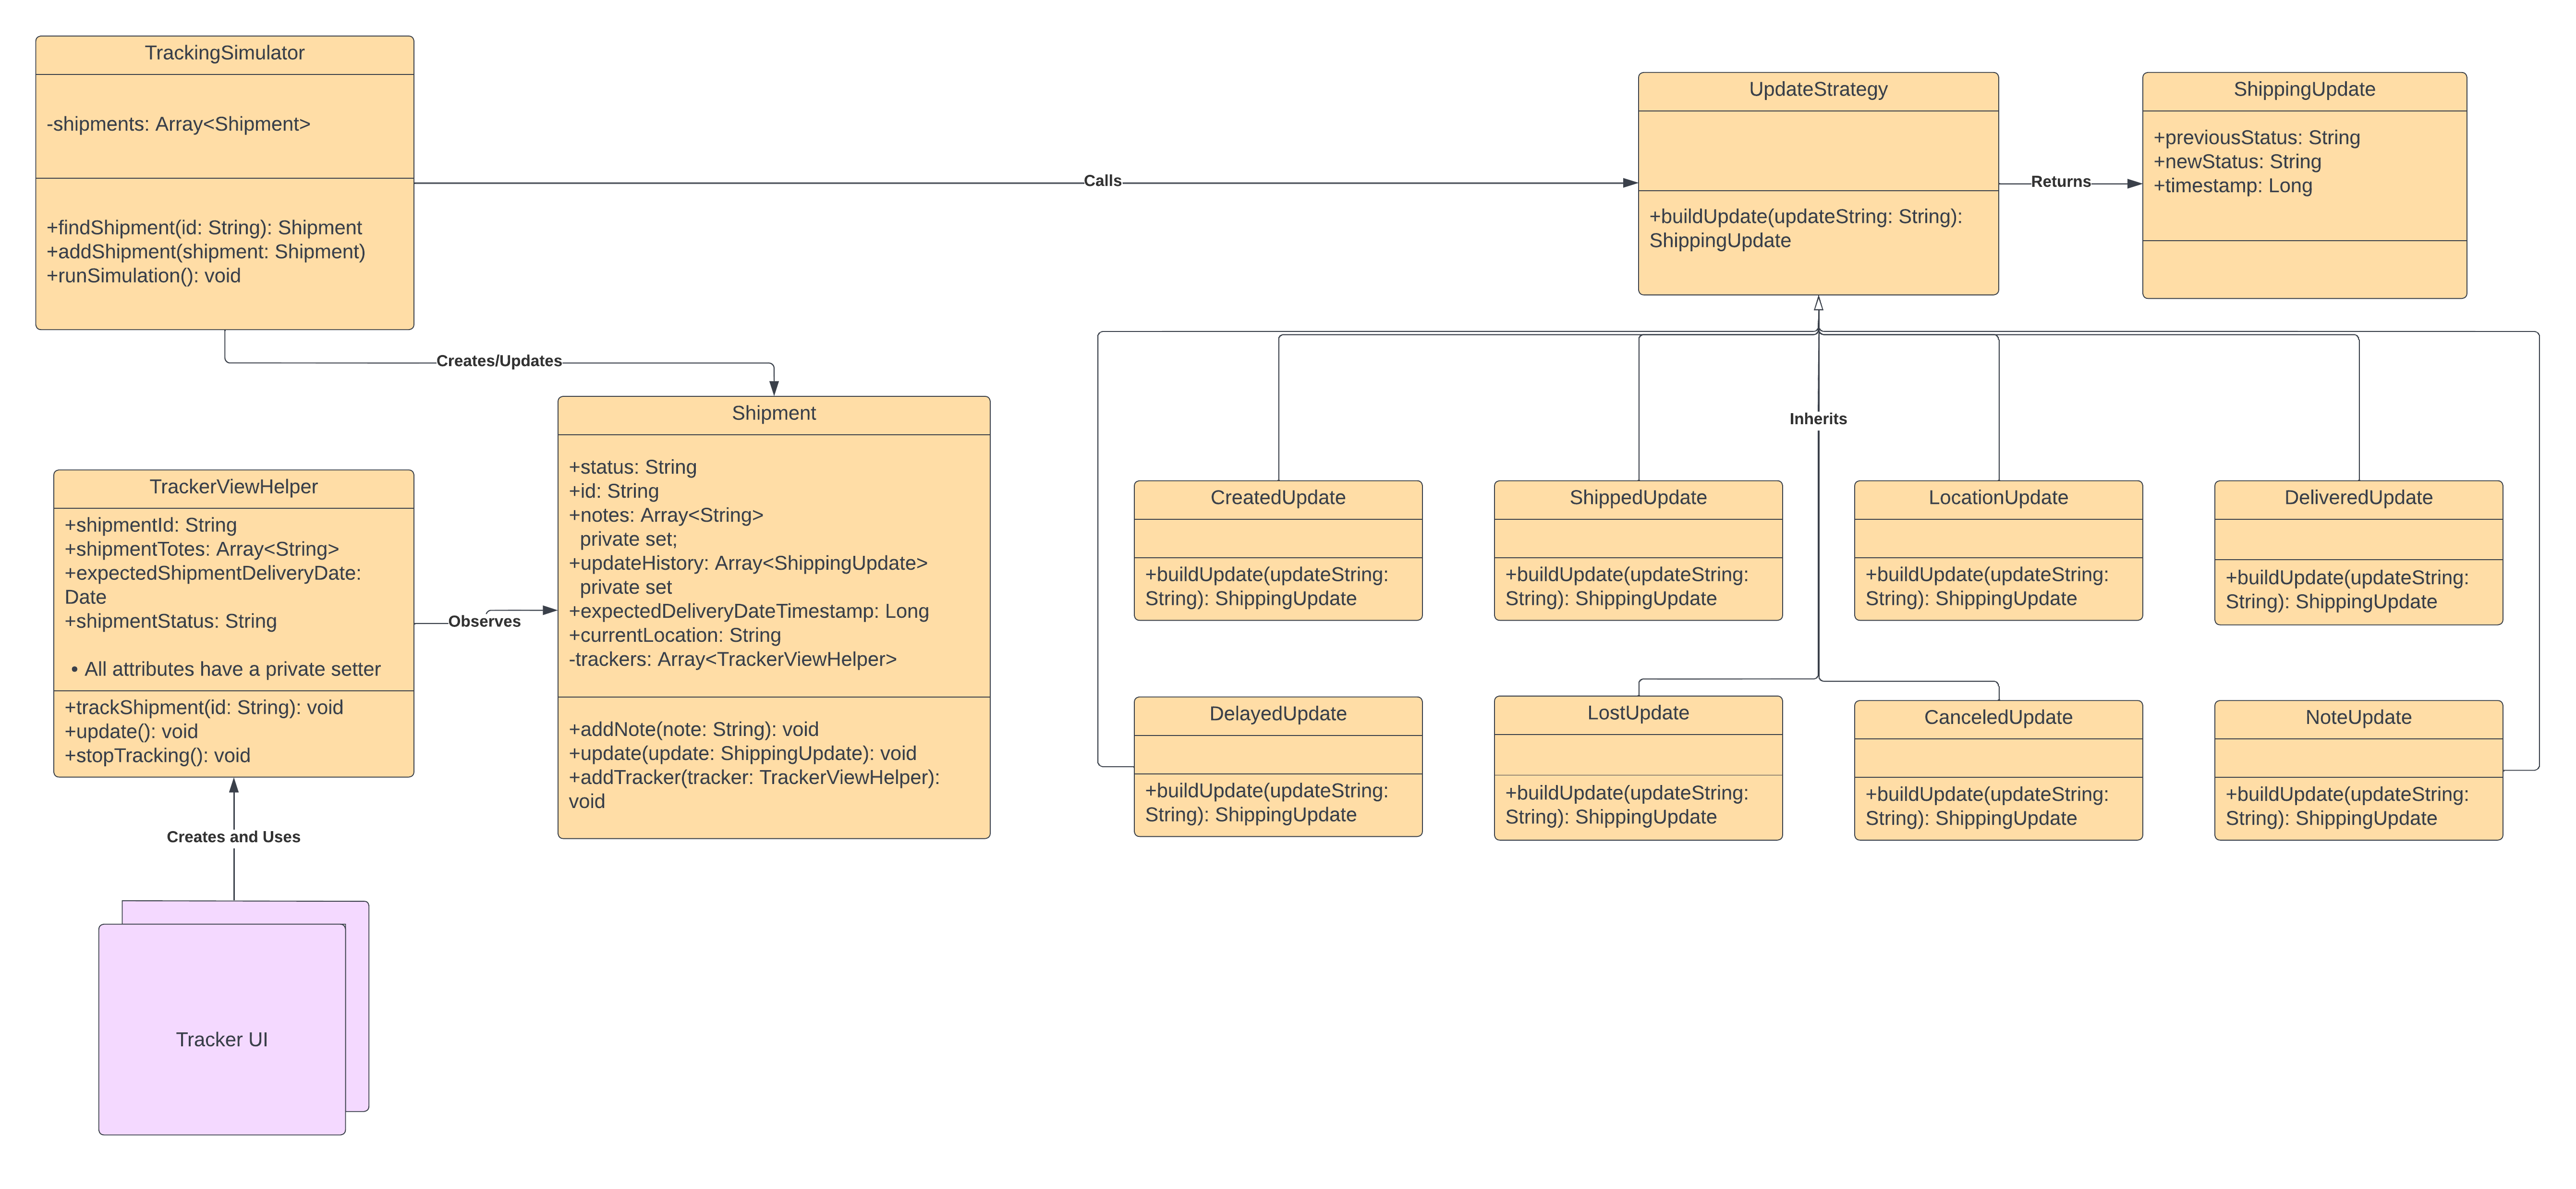 TrackingSimulator
-shipments: Array<Shipment>
+findShipment(id: String): Shipment
+addShipment(shipment: Shipment)
+runSimulation(): void
Calls
UpdateStrategy
+buildUpdate(updateString: String):
ShippingUpdate
Returns
ShippingUpdate
+previousStatus: String
+newStatus: String
+timestamp: Long
Creates/Updates
Shipment
+status: String
+id: String
+notes: Array<String>
private set;
+updateHistory: Array<ShippingUpdate>
private set
+expectedDeliveryDateTimestamp: Long
+currentLocation: String
-trackers: Array<TrackerViewHelper>
+addNote(note: String): void
+update(update: ShippingUpdate): void
+addTracker(tracker: TrackerViewHelper):
void
TrackerViewHelper
+shipmentId: String
+shipmentTotes: Array<String>
+expectedShipmentDeliveryDate:
Date
+shipmentStatus: String
• All attributes have a private setter
+trackShipment(id: String): void
+update(): void
+stopTracking(): void
Observes
Creates and Uses
Tracker UI
Inherits
CreatedUpdate
+buildUpdate(updateString:
String): ShippingUpdate
ShippedUpdate
+buildUpdate(updateString:
String): ShippingUpdate
LocationUpdate
+buildUpdate(updateString:
String): ShippingUpdate
DeliveredUpdate
+buildUpdate(updateString:
String): ShippingUpdate
DelayedUpdate
+buildUpdate(updateString:
String): ShippingUpdate
LostUpdate
+buildUpdate(updateString:
String): ShippingUpdate
CanceledUpdate
+buildUpdate(updateString:
String): ShippingUpdate
NoteUpdate
+buildUpdate(updateString:
String): ShippingUpdate